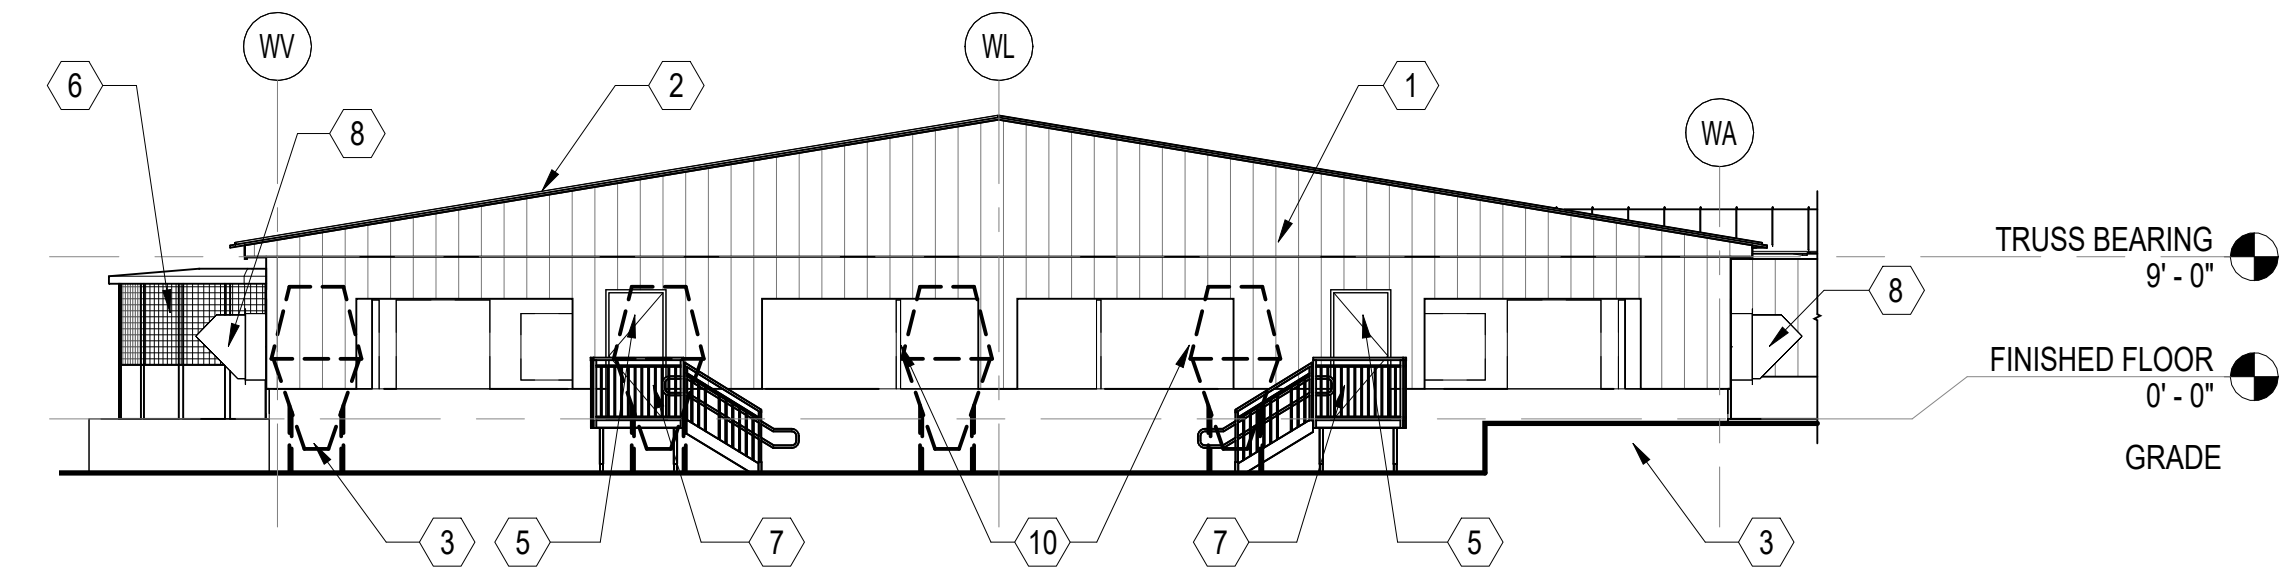 WV
WL
6
2
1
8
WA
TRUSS BEARING
9' - 0"
8
FINISHED FLOOR
0' - 0"
GRADE
3
5
7
10
7
5
3